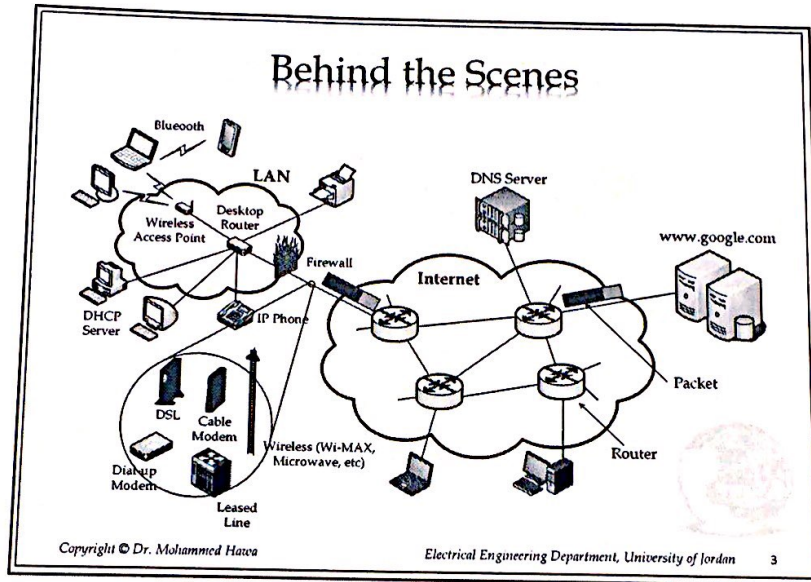 Behind the Scenes
Blueooth
LAN
Wireless
Access Point
Desktop
Router
Firewall
DHCP
Server
IP Phone
DSL
Cable
Modem
Dial-up
Modem
Leased
Line
Wireless (Wi-MAX,
Microwave, etc)
Internet
DNS Server
www.google.com
Packet
Router
Copyright © Dr. Mohammed Hawa
Electrical Engineering Department, University of Jordan 3